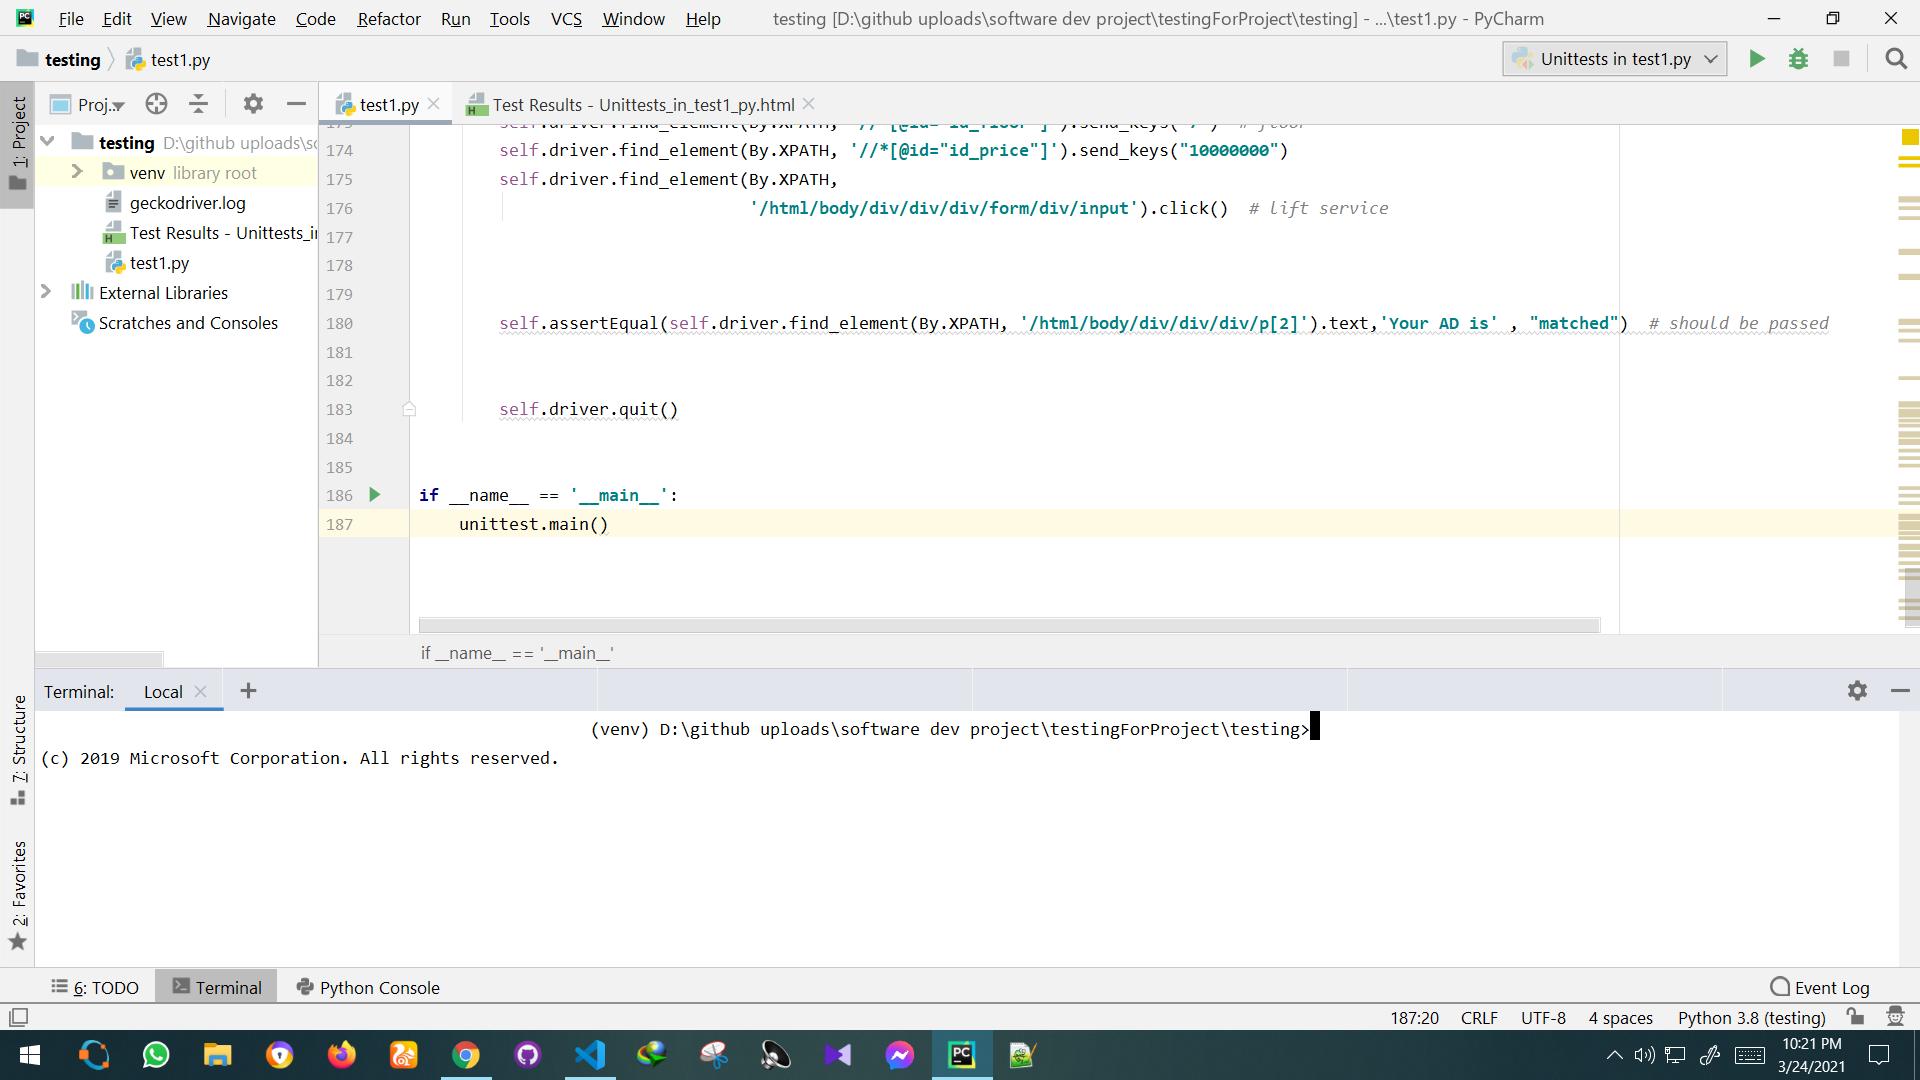 File Edit View Navigate Code Refactor Run Tools VCS Window Help testing [D:\github uploads\software dev project\testingForProject\testing] - ...\test1.py - PyCharm
testing test1.py Unittests in test1.py
1: Project
Proj..
testing D:\github uploads\so
venv library root
geckodriver.log
Test Results - Unittests_i
test1.py
External Libraries
Scratches and Consoles
test1.py Test Results - Unittests_in_test1_py.html
174 self.driver.find_element(By.XPATH, '//*[@id="id_price"]').send_keys("10000000")
175 self.driver.find_element(By.XPATH,
176 '/html/body/div/div/div/form/div/input').click() # lift service
177
178
179
180 self.assertEqual(self.driver.find_element(By.XPATH, '/html/body/div/div/div/p[2]').text,'Your AD is' , "matched") # should be passed
181
182
183 self.driver.quit()
184
185
186 if __name__ == '__main__':
187 unittest.main()
if __name__ == '__main__'
7: Structure
2: Favorites
Terminal: Local
(venv) D:\github uploads\software dev project\testingForProject\testing>
(c) 2019 Microsoft Corporation. All rights reserved.
6: TODO Terminal Python Console Event Log
187:20 CRLF UTF-8 4 spaces Python 3.8 (testing)
10:21 PM
3/24/2021